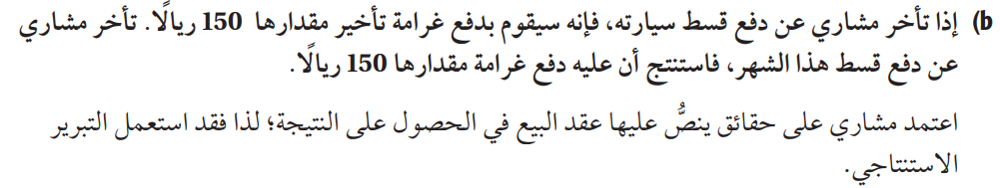 b) إذا تأخر مشاري عن دفع قسط سيارته، فإنه سيقوم بدفع غرامة تأخير مقدارها 150 ريالًا. تأخر مشاري
عن دفع قسط هذا الشهر، فاستنتج أن عليه دفع غرامة مقدارها 150 ريالًا.
اعتمد مشاري على حقائق ينصُّ عليها عقد البيع في الحصول على النتيجة؛ لذا فقد استعمل التبرير
الاستنتاجي.